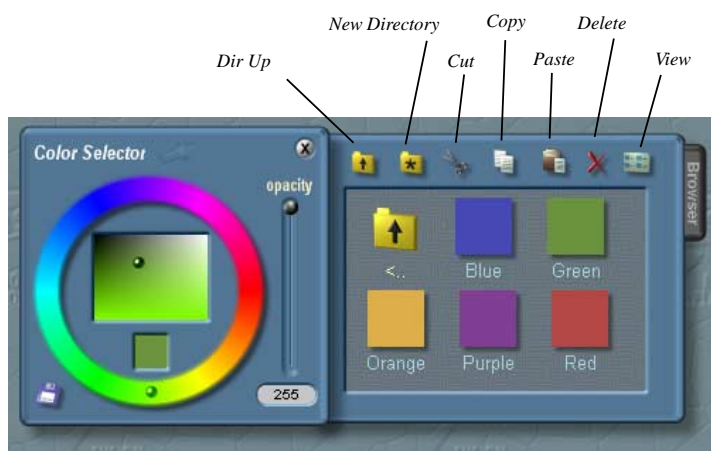 New Directory
Copy
Delete
Dir Up
Cut
Paste
View
Color Selector
opacity
255
Browser
<..
Blue
Green
Orange
Purple
Red